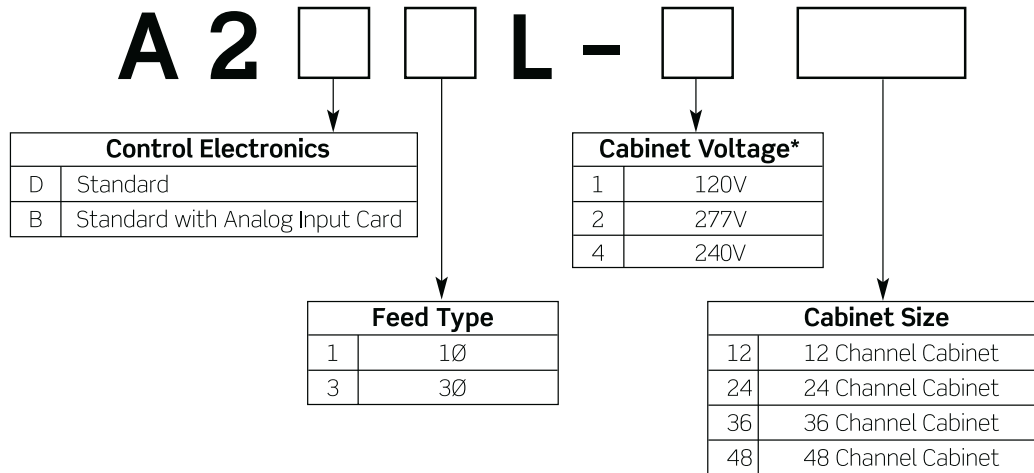 A 2 L –
Control Electronics
D Standard
B Standard with Analog Input Card
Cabinet Voltage*
1 120V
2 277V
4 240V
Feed Type
1 1Ø
3 3Ø
Cabinet Size
12 12 Channel Cabinet
24 24 Channel Cabinet
36 36 Channel Cabinet
48 48 Channel Cabinet